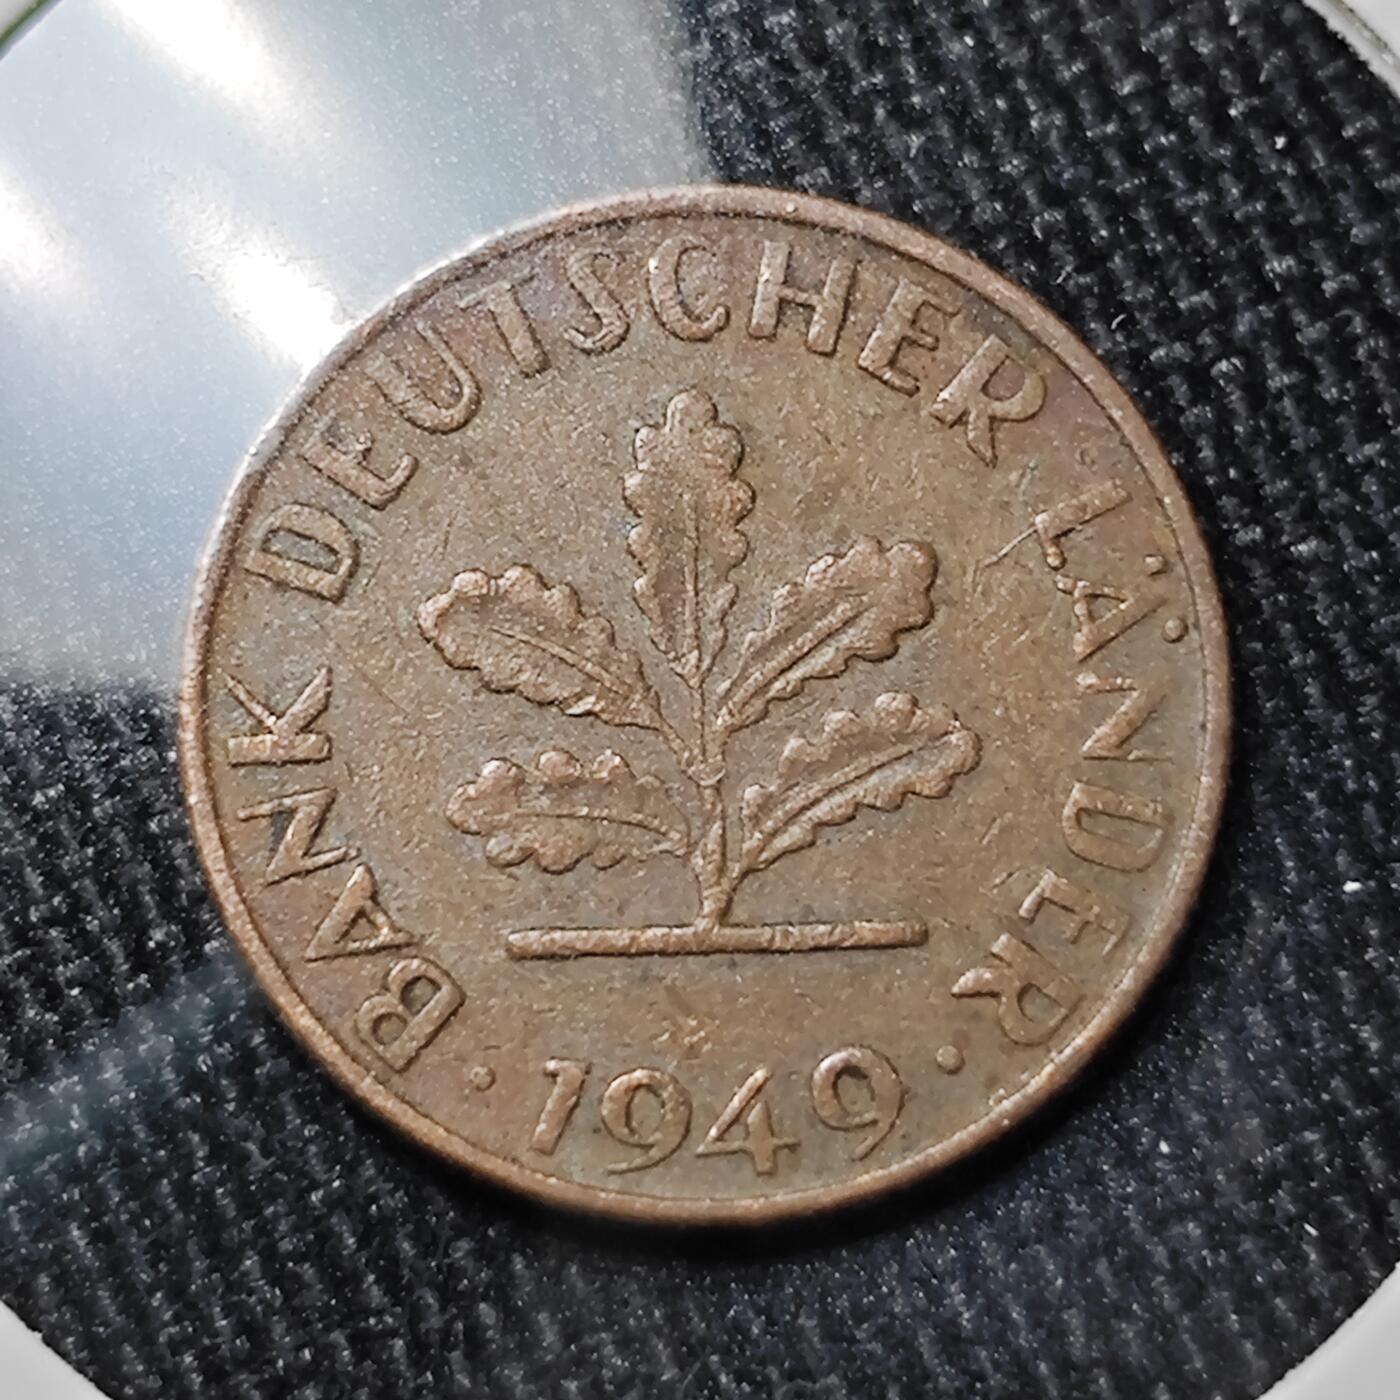 BANK DEUTSCHER LÄNDER
· 1949 ·